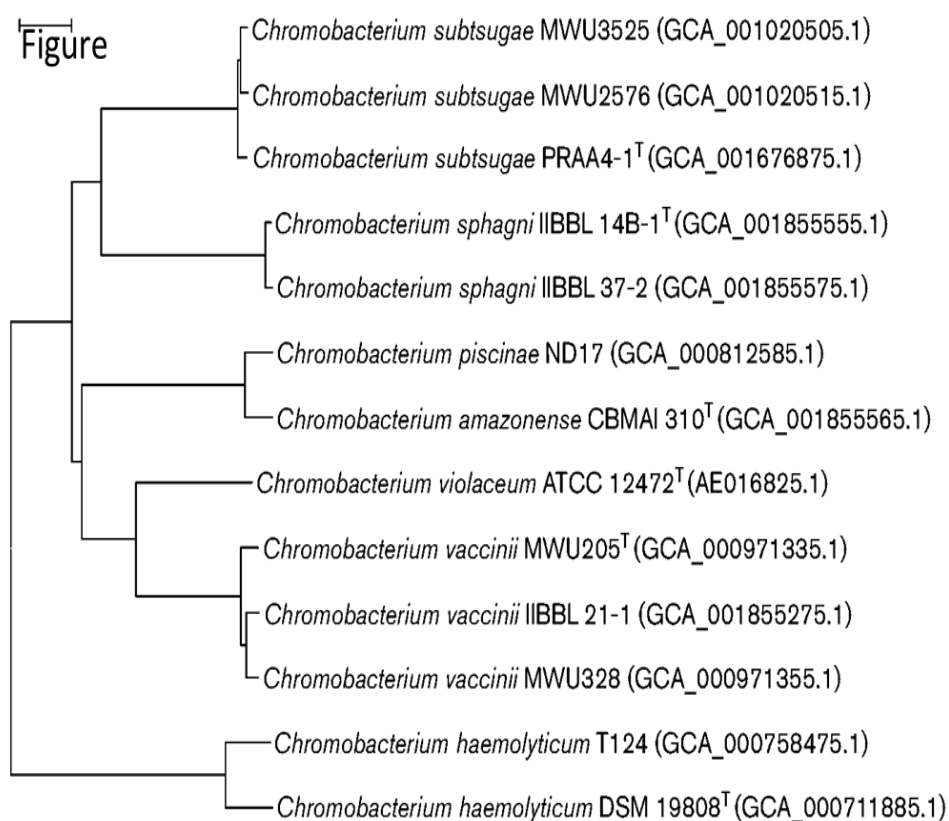 Figure
Chromobacterium subtsugae MWU3525 (GCA_001020505.1)
Chromobacterium subtsugae MWU2576 (GCA_001020515.1)
Chromobacterium subtsugae PRAA4-1ᵀ (GCA_001676875.1)
Chromobacterium sphagni IIBBL 14B-1ᵀ (GCA_001855555.1)
Chromobacterium sphagni IIBBL 37-2 (GCA_001855575.1)
Chromobacterium piscinae ND17 (GCA_000812585.1)
Chromobacterium amazonense CBMAI 310ᵀ (GCA_001855565.1)
Chromobacterium violaceum ATCC 12472ᵀ (AE016825.1)
Chromobacterium vaccinii MWU205ᵀ (GCA_000971335.1)
Chromobacterium vaccinii IIBBL 21-1 (GCA_001855275.1)
Chromobacterium vaccinii MWU328 (GCA_000971355.1)
Chromobacterium haemolyticum T124 (GCA_000758475.1)
Chromobacterium haemolyticum DSM 19808ᵀ (GCA_000711885.1)